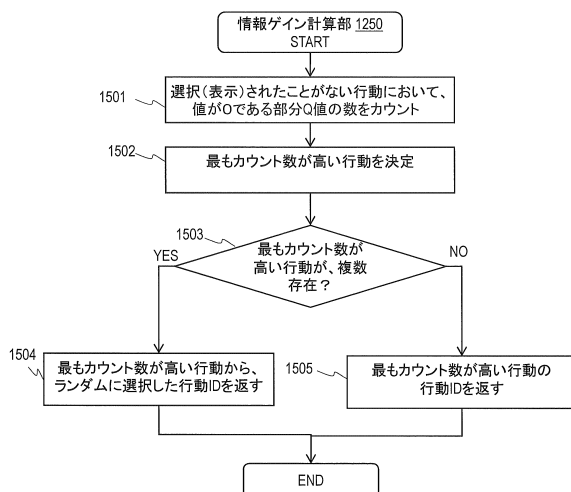 情報ゲイン計算部 1250
START
1501
選択(表示)されたことがない行動において、
値が0である部分Q値の数をカウント
1502
最もカウント数が高い行動を決定
1503
最もカウント数が
高い行動が、複数
存在?
YES
NO
1504
最もカウント数が高い行動から、
ランダムに選択した行動IDを返す
1505
最もカウント数が高い行動の
行動IDを返す
END